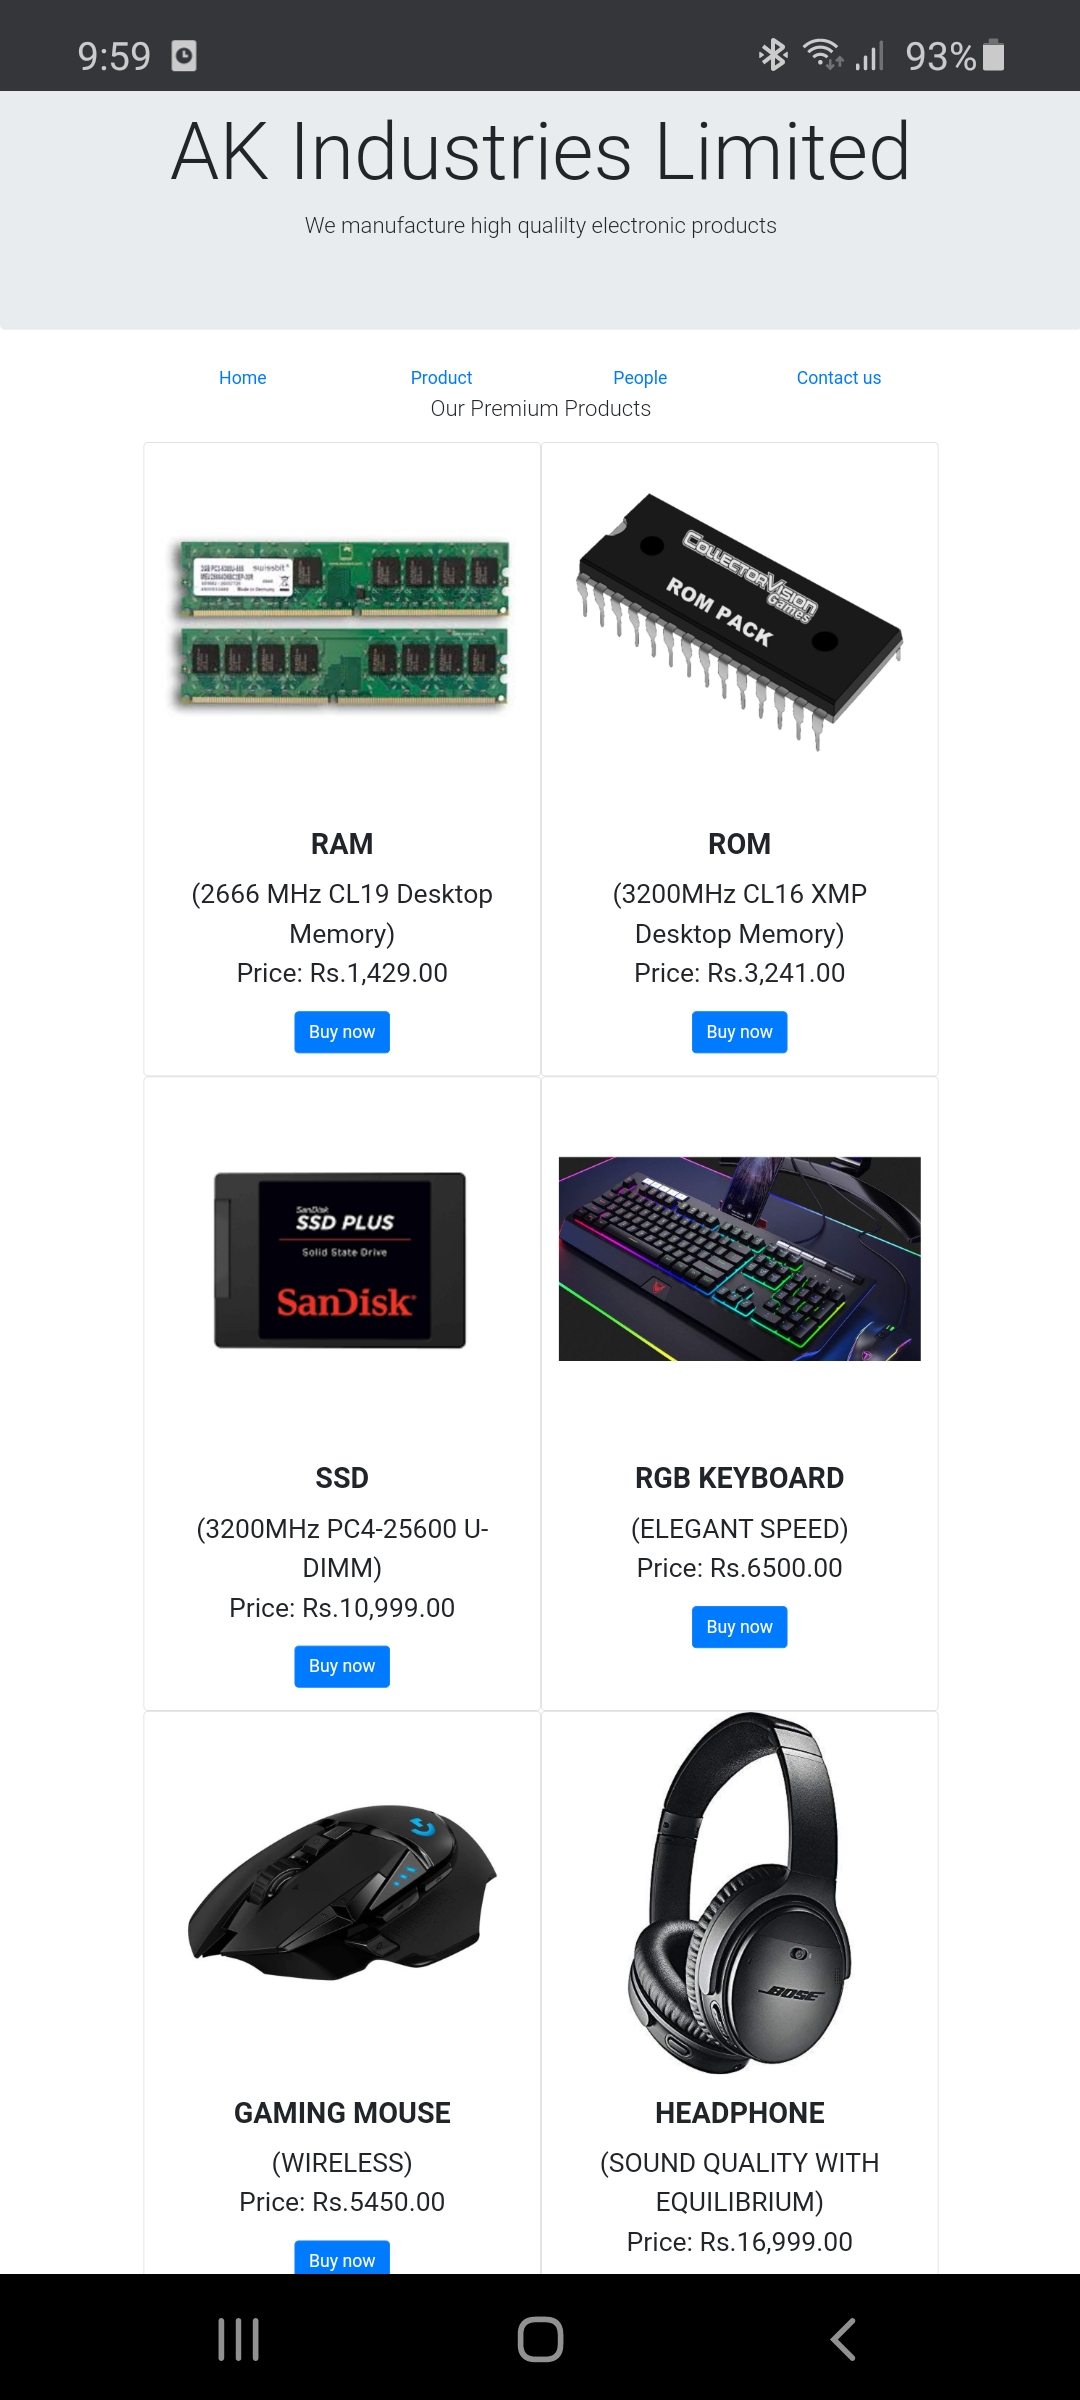 9:59
93%
AK Industries Limited
We manufacture high qualilty electronic products
Home Product People Contact us
Our Premium Products
swissbit
CollectorVision
Games
ROM PACK
RAM
(2666 MHz CL19 Desktop
Memory)
Price: Rs.1,429.00
Buy now
ROM
(3200MHz CL16 XMP
Desktop Memory)
Price: Rs.3,241.00
Buy now
SanDisk
SSD PLUS
Solid State Drive
SanDisk
SSD
(3200MHz PC4-25600 U-
DIMM)
Price: Rs.10,999.00
Buy now
RGB KEYBOARD
(ELEGANT SPEED)
Price: Rs.6500.00
Buy now
GAMING MOUSE
(WIRELESS)
Price: Rs.5450.00
Buy now
BOSE
HEADPHONE
(SOUND QUALITY WITH
EQUILIBRIUM)
Price: Rs.16,999.00